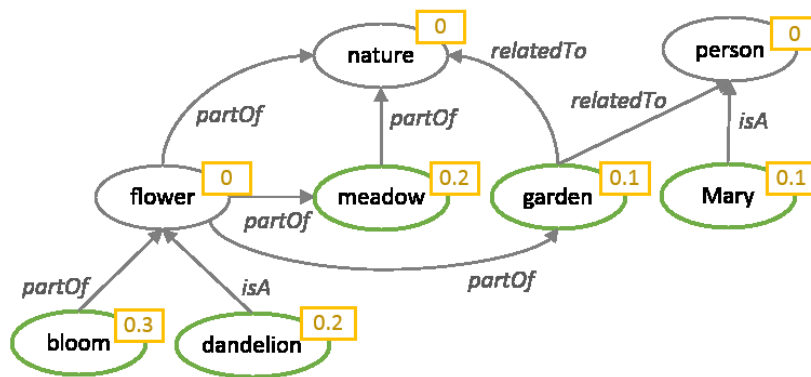 0
0
nature
relatedTo
person
relatedTo
partOf
partOf
isA
0
0.2
0.1
0.1
flower
meadow
garden
Mary
partOf
partOf
isA
partOf
0.3
0.2
bloom
dandelion